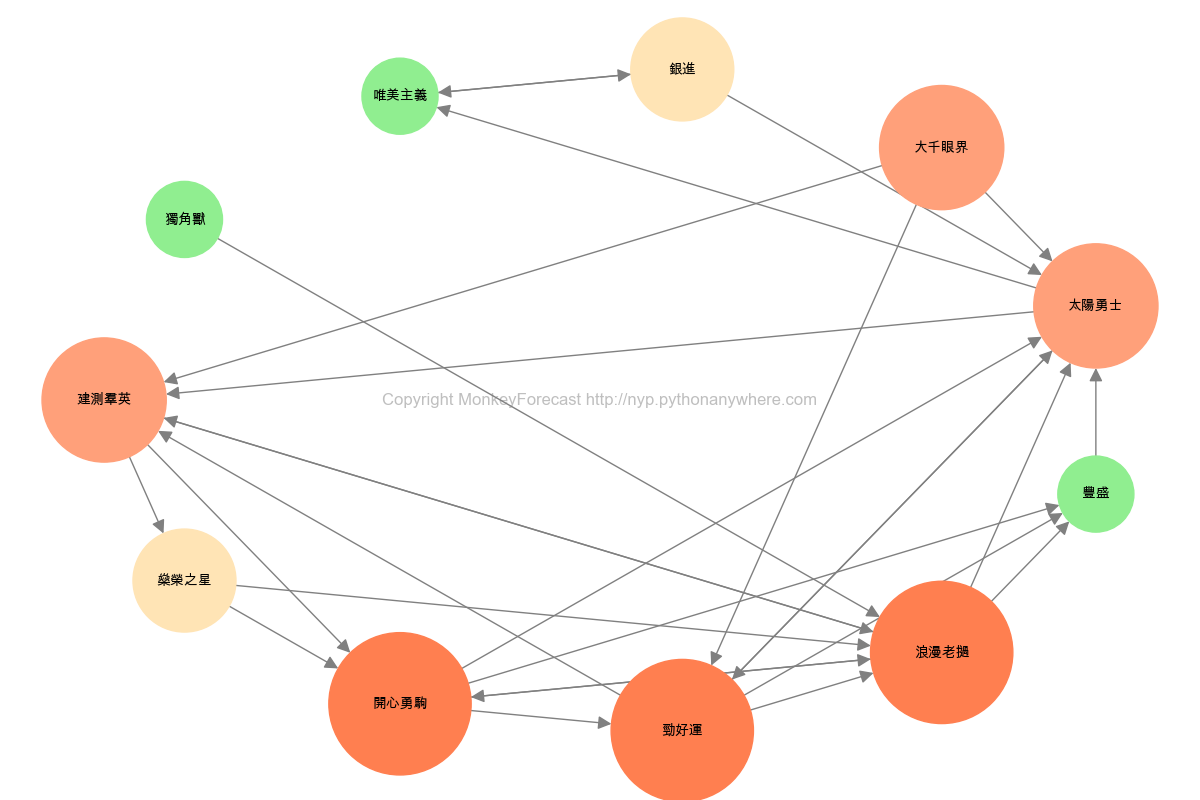 銀進
唯美主義
大千眼界
獨角獸
太陽勇士
建測羣英
Copyright MonkeyForecast http://nyp.pythonanywhere.com
豐盛
燊榮之星
浪漫老撾
開心勇駒
勁好運